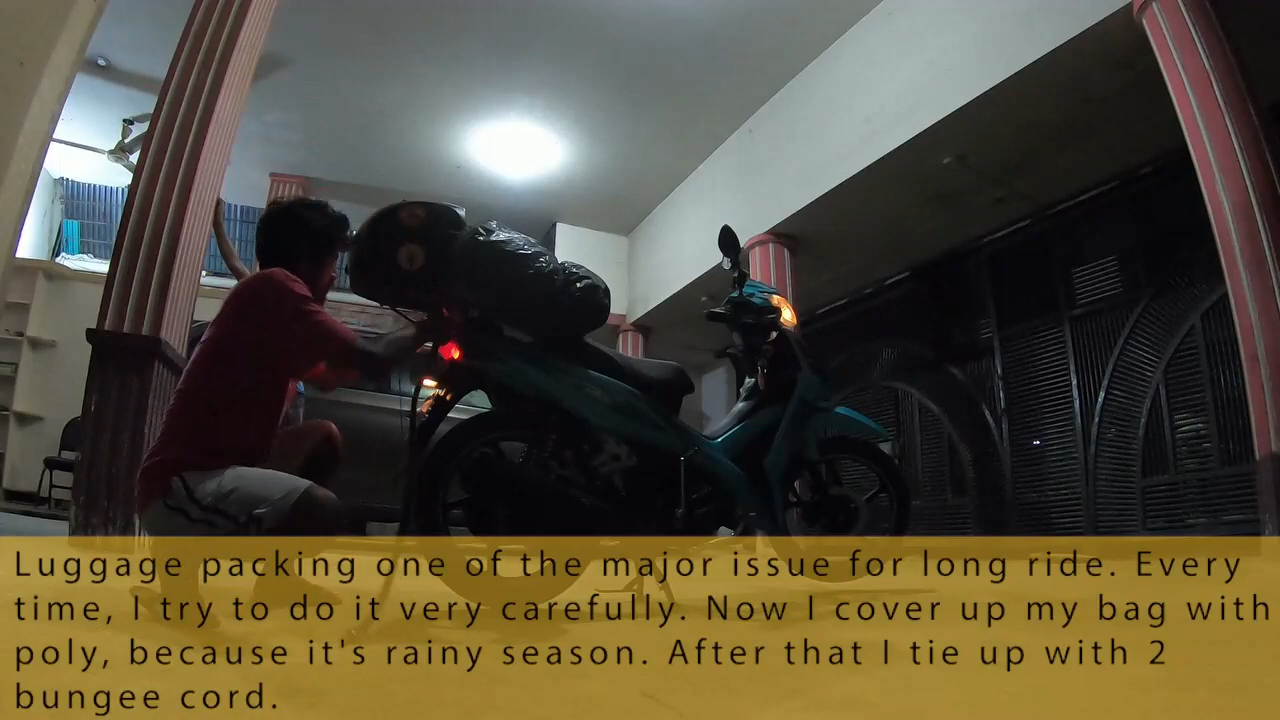 Luggage packing one of the major issue for long ride. Every
time, I try to do it very carefully. Now I cover up my bag with
poly, because it's rainy season. After that I tie up with 2
bungee cord.